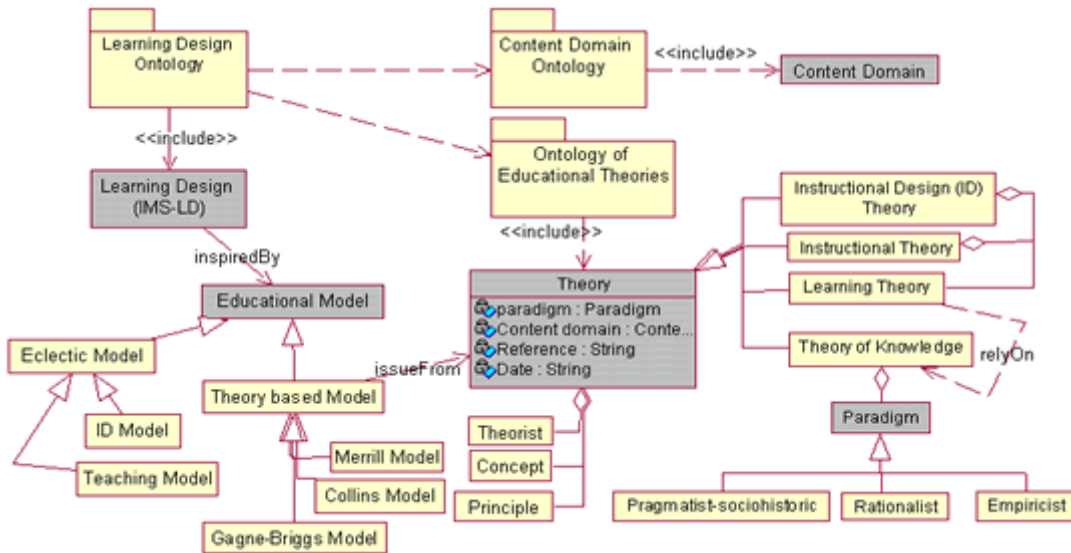 Learning Design
Ontology
Content Domain
Ontology
<<include>>
Content Domain
<<include>>
Ontology of
Educational Theories
Learning Design
(IMS-LD)
Instructional Design (ID)
Theory
<<include>>
inspiredBy
Instructional Theory
Theory
Educational Model
Learning Theory
paradigm : Paradigm
Content domain : Conte...
Reference : String
Date : String
Eclectic Model
issueFrom
Theory of Knowledge
relyOn
Theory based Model
Paradigm
ID Model
Theorist
Merrill Model
Concept
Teaching Model
Collins Model
Principle
Pragmatist-sociohistoric
Rationalist
Empiricist
Gagne-Briggs Model